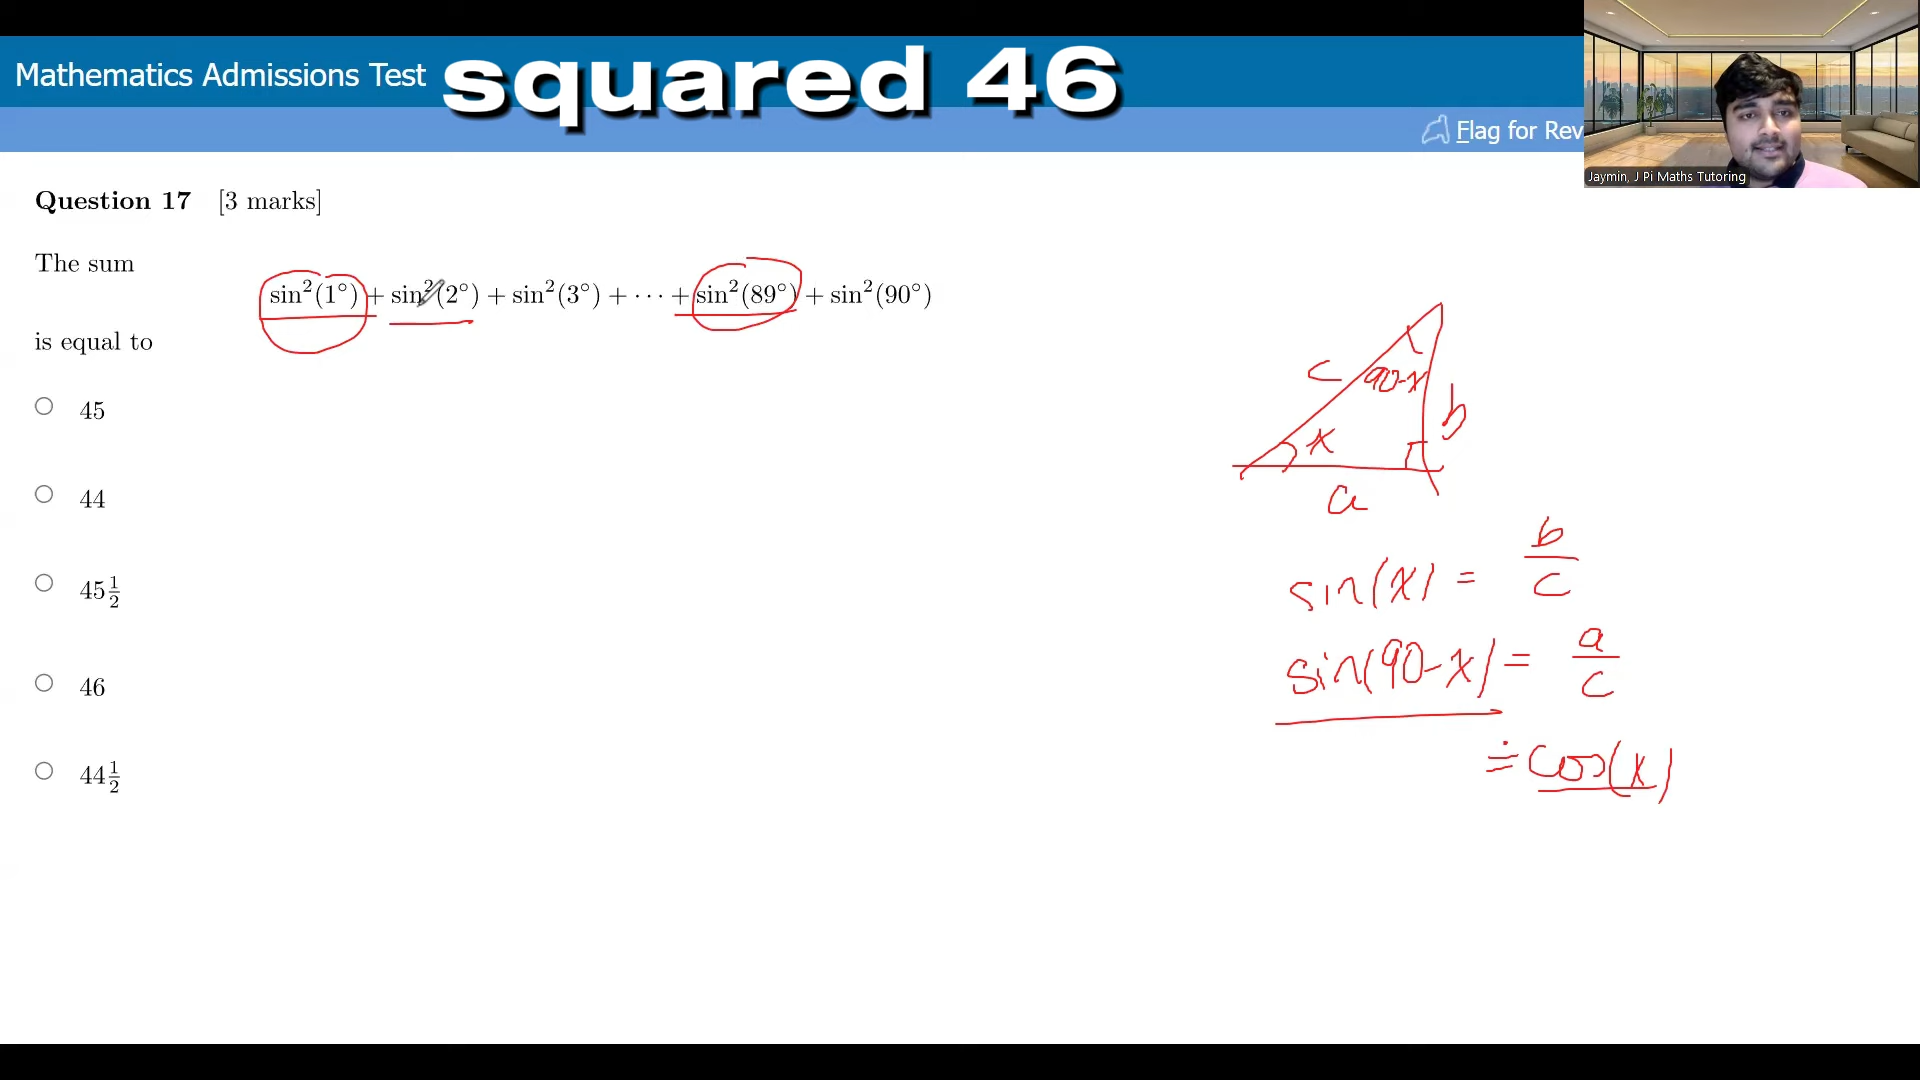 Mathematics Admissions Test
squared 46
Flag for Rev
Jaymin, J Pi Maths Tutoring
Question 17 [3 marks]
The sum
sin²(1°) + sin²(2°) + sin²(3°) + ⋯ + sin²(89°) + sin²(90°)
is equal to
45
44
45½
46
44½
c
90-x
b
x
a
sin(x) = b/c
sin(90-x) = a/c
= cos(x)